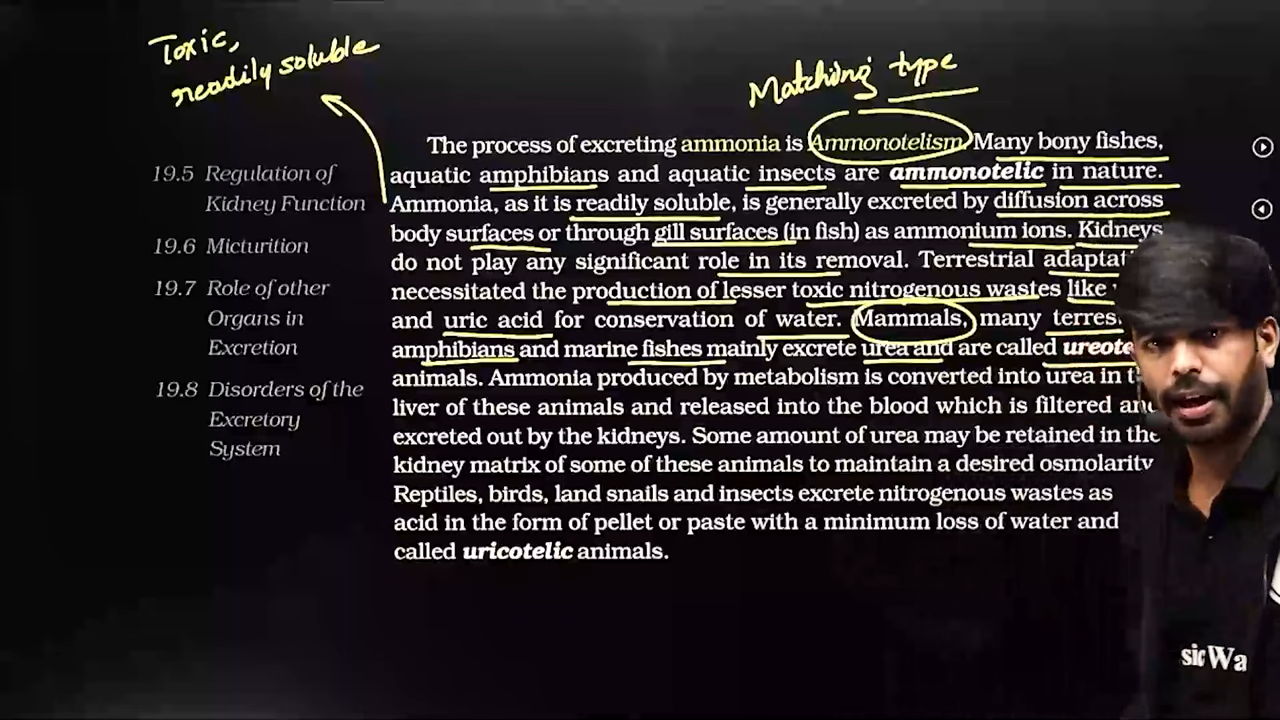 Toxic,
readily soluble
Matching type
The process of excreting ammonia is Ammonotelism Many bony fishes,
aquatic amphibians and aquatic insects are ammonotelic in nature.
Ammonia, as it is readily soluble, is generally excreted by diffusion across
body surfaces or through gill surfaces (in fish) as ammonium ions. Kidneys
do not play any significant role in its removal. Terrestrial
necessitated the production of lesser toxic nitrogenous wastes like
and uric acid for conservation of water. Mammals, many
amphibians and marine fishes mainly excrete urea and are called
animals. Ammonia produced by metabolism is converted into urea in
liver of these animals and released into the blood which is filtered and
excreted out by the kidneys. Some amount of urea may be retained in the
kidney matrix of some of these animals to maintain a desired osmolarity
Reptiles, birds, land snails and insects excrete nitrogenous wastes as
acid in the form of pellet or paste with a minimum loss of water and
called uricotelic animals.
19.5 Regulation of
Kidney Function
19.6 Micturition
19.7 Role of other
Organs in
Excretion
19.8 Disorders of the
Excretory
System